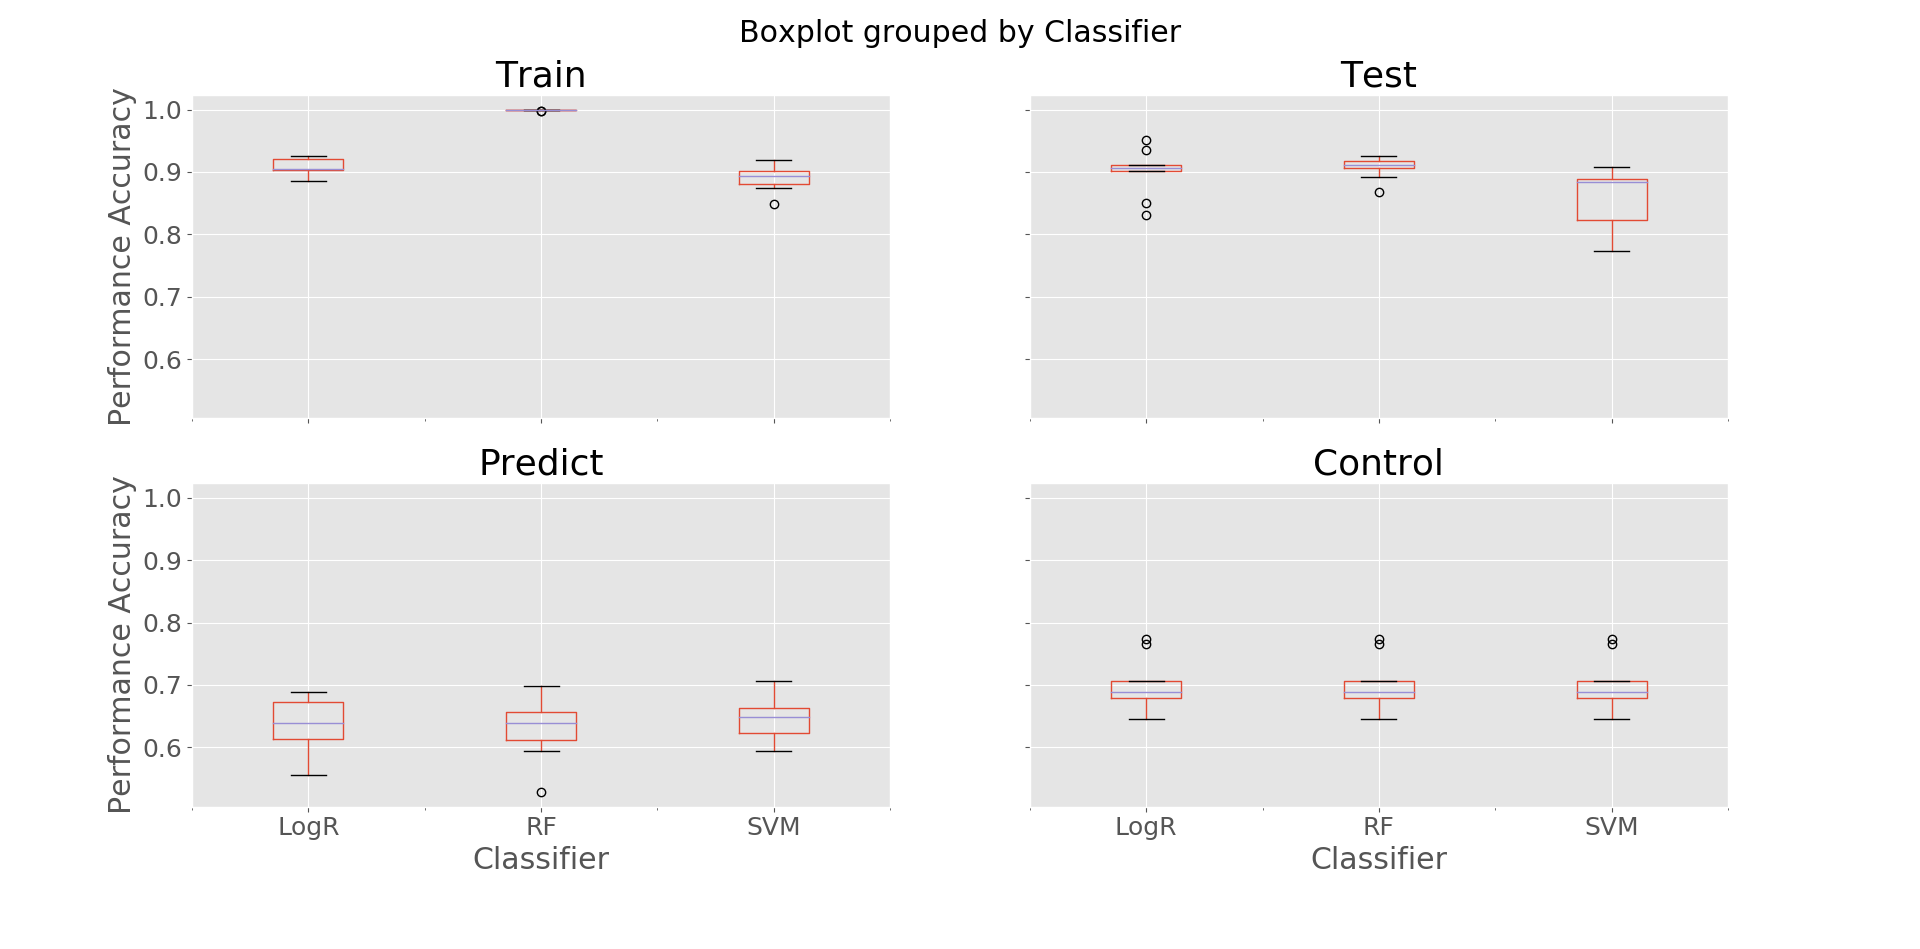 Boxplot grouped by Classifier
Train
Test
Performance Accuracy
1.0
0.9
0.8
0.7
0.6
Predict
Control
Performance Accuracy
1.0
0.9
0.8
0.7
0.6
LogR RF SVM
LogR RF SVM
Classifier
Classifier